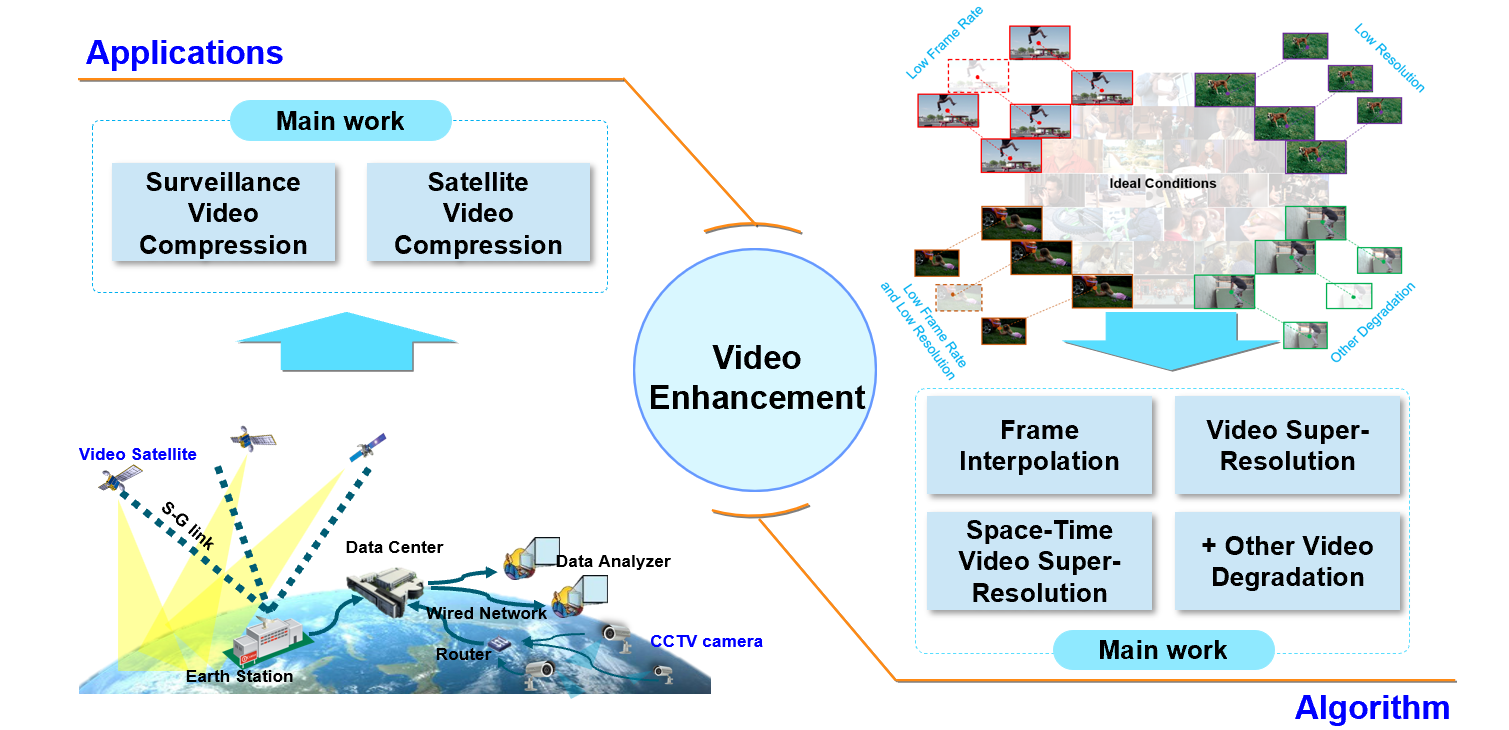 Applications
Main work
Surveillance
Video
Compression
Satellite
Video
Compression
Video Satellite
S-G link
Data Center
Data Analyzer
Wired Network
Router
CCTV camera
Earth Station
Video
Enhancement
Low Frame Rate
Low Resolution
Ideal Conditions
Low Frame Rate
and Low Resolution
Other Degradation
Frame
Interpolation
Video Super-
Resolution
Space-Time
Video Super-
Resolution
+ Other Video
Degradation
Main work
Algorithm